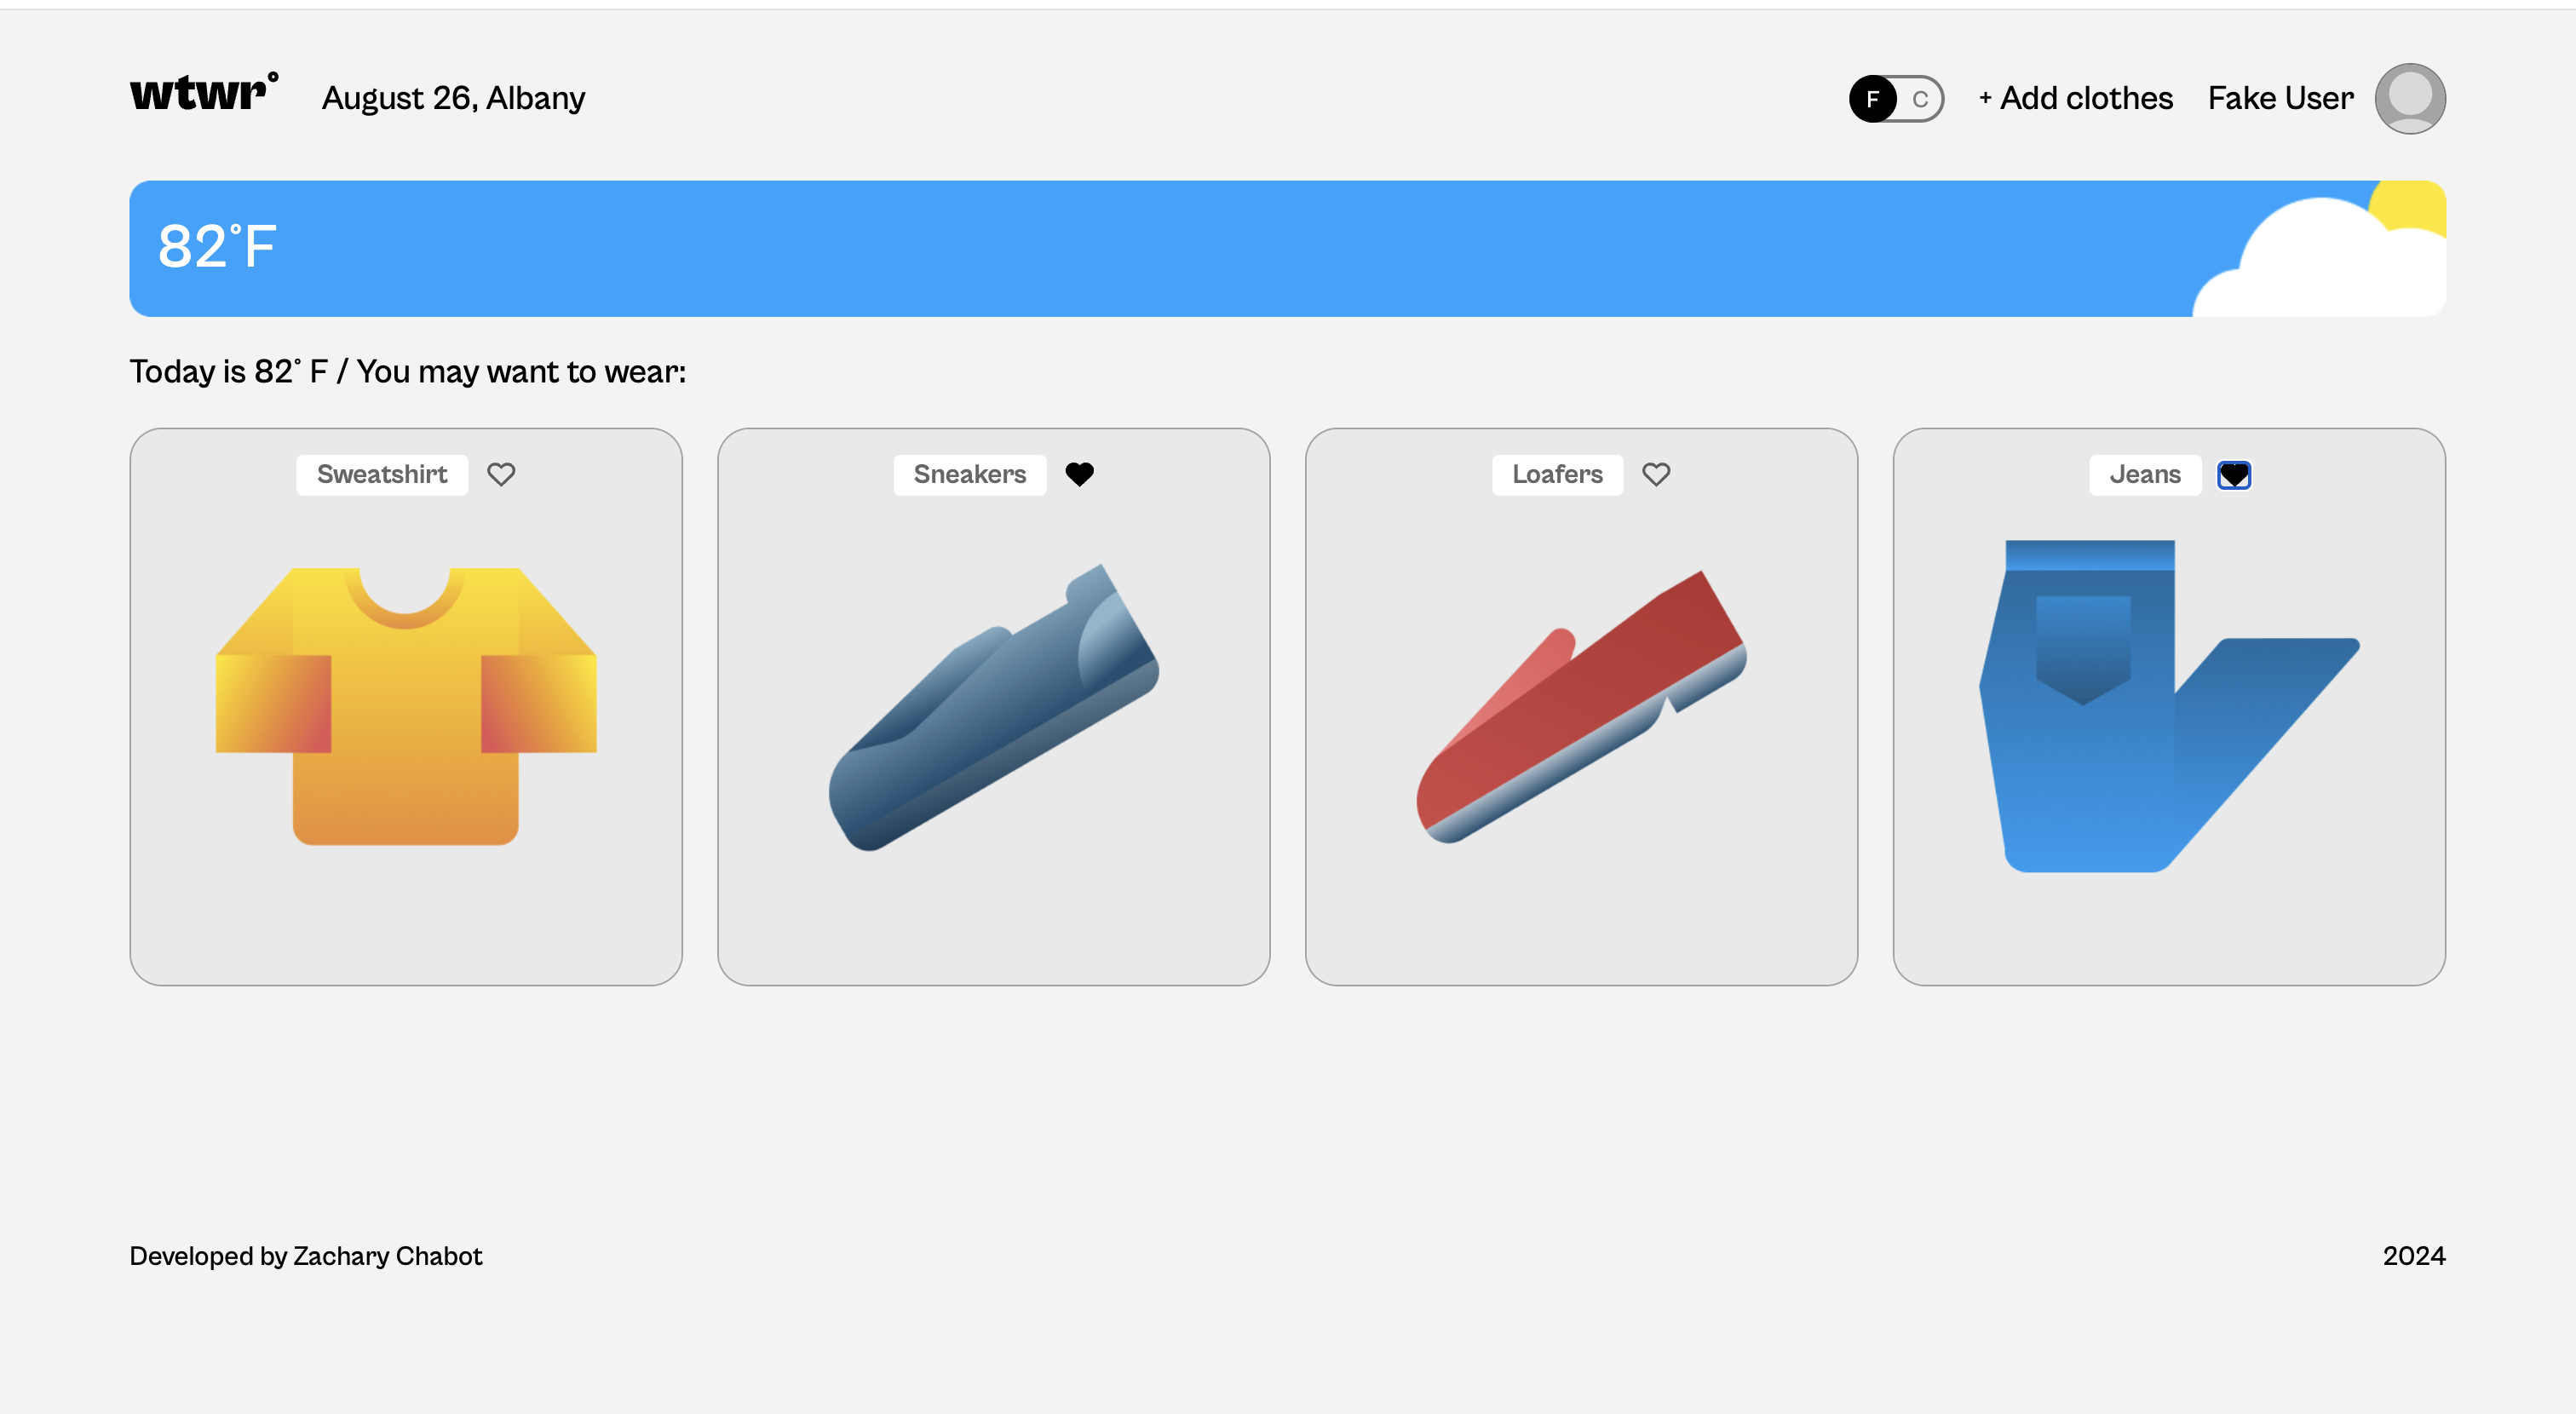 wtwr°
August 26, Albany
F C
+ Add clothes
Fake User
82°F
Today is 82° F / You may want to wear:
Sweatshirt
Sneakers
Loafers
Jeans
Developed by Zachary Chabot
2024